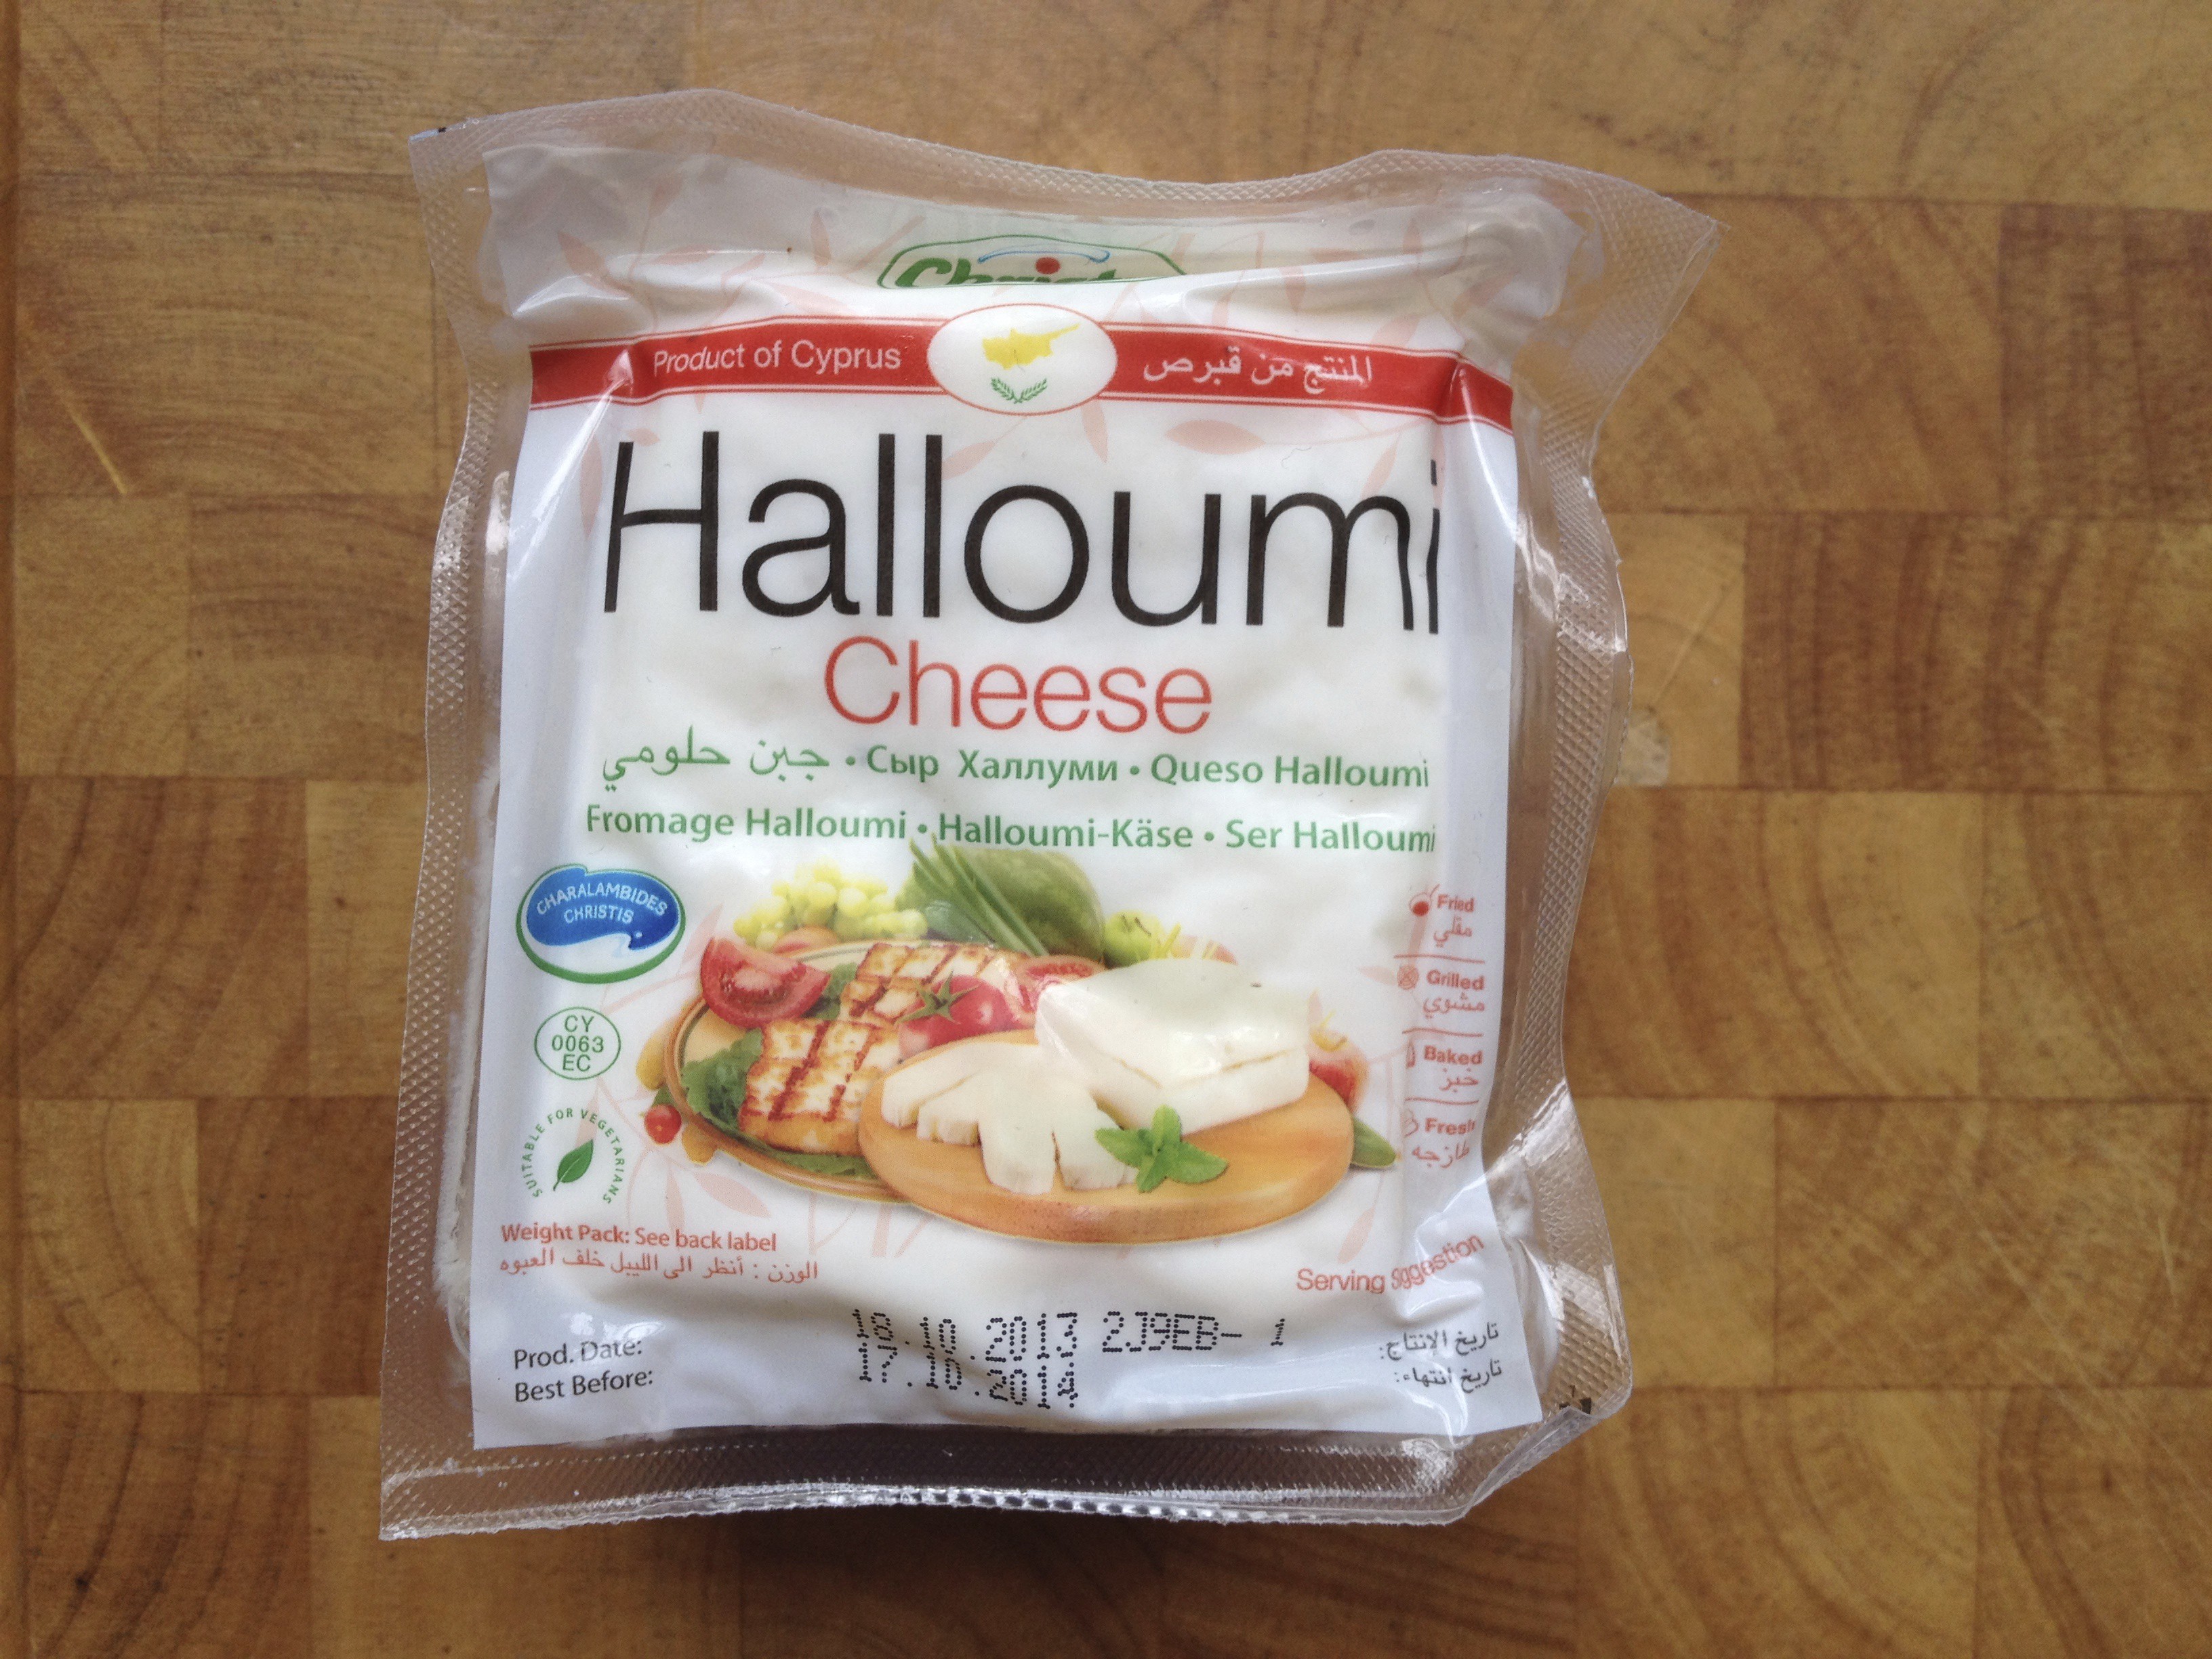 Christis
Product of Cyprus المنتج من قبرص
Halloumi
Cheese
جبن حلومي • Сыр Халлуми • Queso Halloumi
Fromage Halloumi • Halloumi-Käse • Ser Halloumi
CHARALAMBIDES
CHRISTIS
CY
0063
EC
SUITABLE FOR VEGETARIANS
Fried
مقلي
Grilled
مشوي
Baked
خبز
Fresh
طازجه
Weight Pack: See back label
الوزن : أنظر الى الليبل خلف العبوه
Serving Sggestion
Prod. Date: 18.10.2013 2J9EB- 1 تاريخ الإنتاج:
Best Before: 17.10.2014 تاريخ انتهاء: